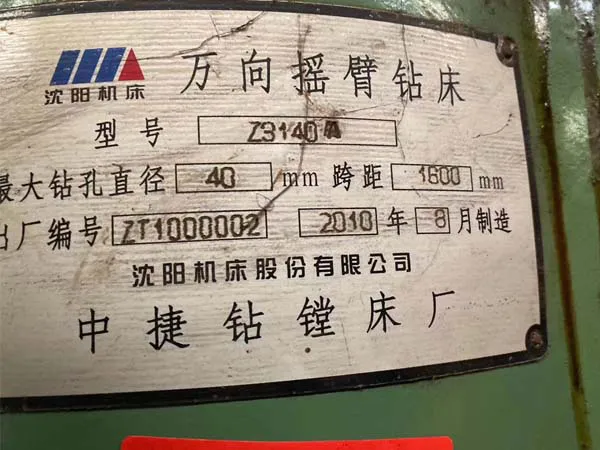 沈阳机床
万向摇臂钻床
型号 Z3140A
最大钻孔直径 40 mm 跨距 1600 mm
出厂编号 ZT1000002 2010 年 8 月制造
沈阳机床股份有限公司
中捷钻镗床厂